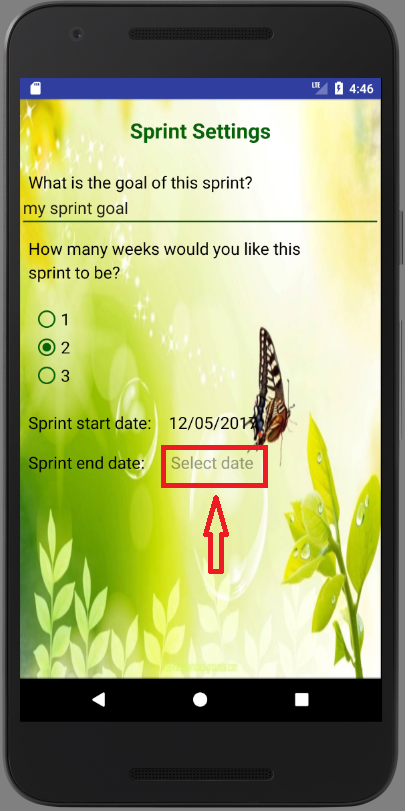 LTE 4:46
Sprint Settings
What is the goal of this sprint?
my sprint goal
How many weeks would you like this
sprint to be?
1
2
3
Sprint start date: 12/05/2017
Sprint end date: Select date